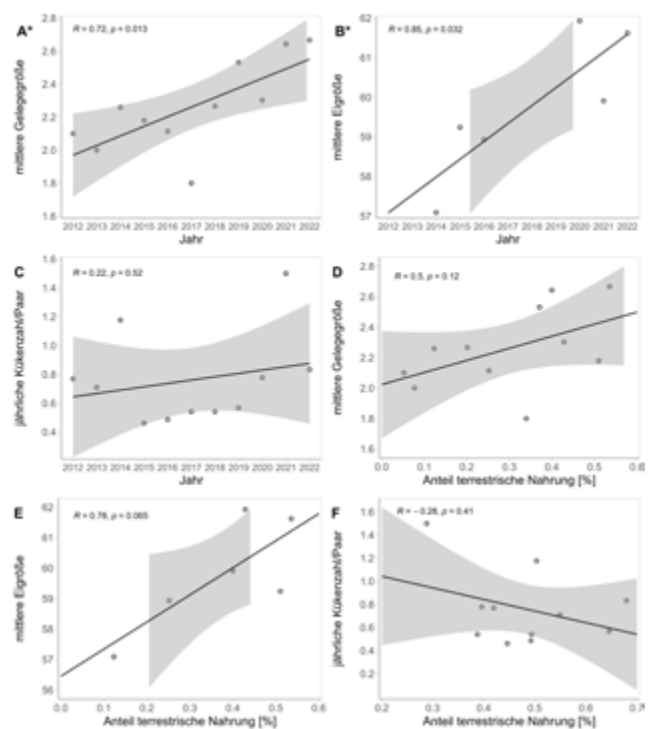 A*
R = 0.72, p = 0.013
mittlere Gelegegröße
2.8
2.6
2.4
2.2
2.0
1.8
1.6
2012 2013 2014 2015 2016 2017 2018 2019 2020 2021 2022
Jahr
B*
R = 0.85, p = 0.032
mittlere Eigröße
62
61
60
59
58
57
2012 2013 2014 2015 2016 2017 2018 2019 2020 2021 2022
Jahr
C
R = 0.22, p = 0.52
jährliche Kükenzahl/Paar
1.6
1.4
1.2
1.0
0.8
0.6
0.4
2012 2013 2014 2015 2016 2017 2018 2019 2020 2021 2022
Jahr
D
R = 0.5, p = 0.12
mittlere Gelegegröße
2.8
2.6
2.4
2.2
2.0
1.8
1.6
0.0 0.1 0.2 0.3 0.4 0.5 0.6
Anteil terrestrische Nahrung [%]
E
R = 0.78, p = 0.065
mittlere Eigröße
62
61
60
59
58
57
56
0.0 0.1 0.2 0.3 0.4 0.5 0.6
Anteil terrestrische Nahrung [%]
F
R = −0.28, p = 0.41
jährliche Kükenzahl/Paar
1.6
1.4
1.2
1.0
0.8
0.6
0.4
0.2
0.2 0.3 0.4 0.5 0.6 0.7
Anteil terrestrische Nahrung [%]